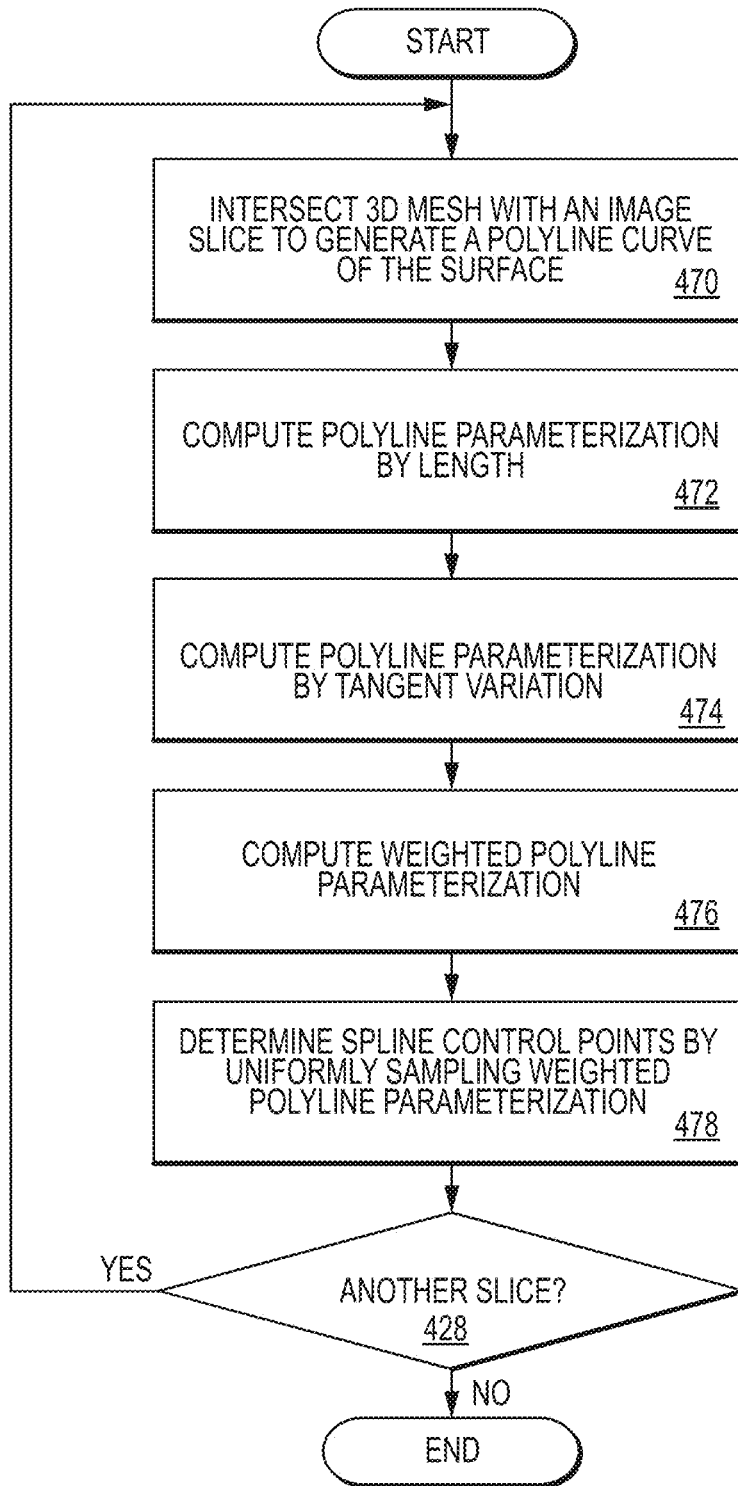 START
INTERSECT 3D MESH WITH AN IMAGE
SLICE TO GENERATE A POLYLINE CURVE
OF THE SURFACE
470
COMPUTE POLYLINE PARAMETERIZATION
BY LENGTH
472
COMPUTE POLYLINE PARAMETERIZATION
BY TANGENT VARIATION
474
COMPUTE WEIGHTED POLYLINE
PARAMETERIZATION
476
DETERMINE SPLINE CONTROL POINTS BY
UNIFORMLY SAMPLING WEIGHTED
POLYLINE PARAMETERIZATION
478
YES
ANOTHER SLICE?
428
NO
END